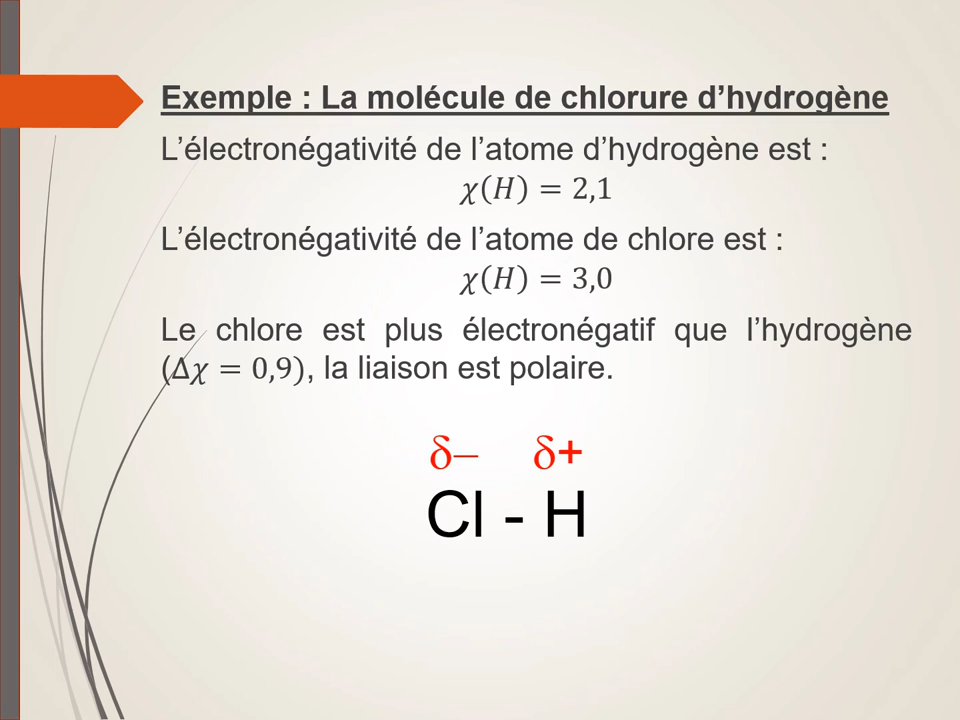 Exemple : La molécule de chlorure d’hydrogène
L’électronégativité de l’atome d’hydrogène est :
𝜒(𝐻) = 2,1
L’électronégativité de l’atome de chlore est :
𝜒(𝐻) = 3,0
Le chlore est plus électronégatif que l’hydrogène
(Δ𝜒 = 0,9), la liaison est polaire.
δ– δ+
Cl - H